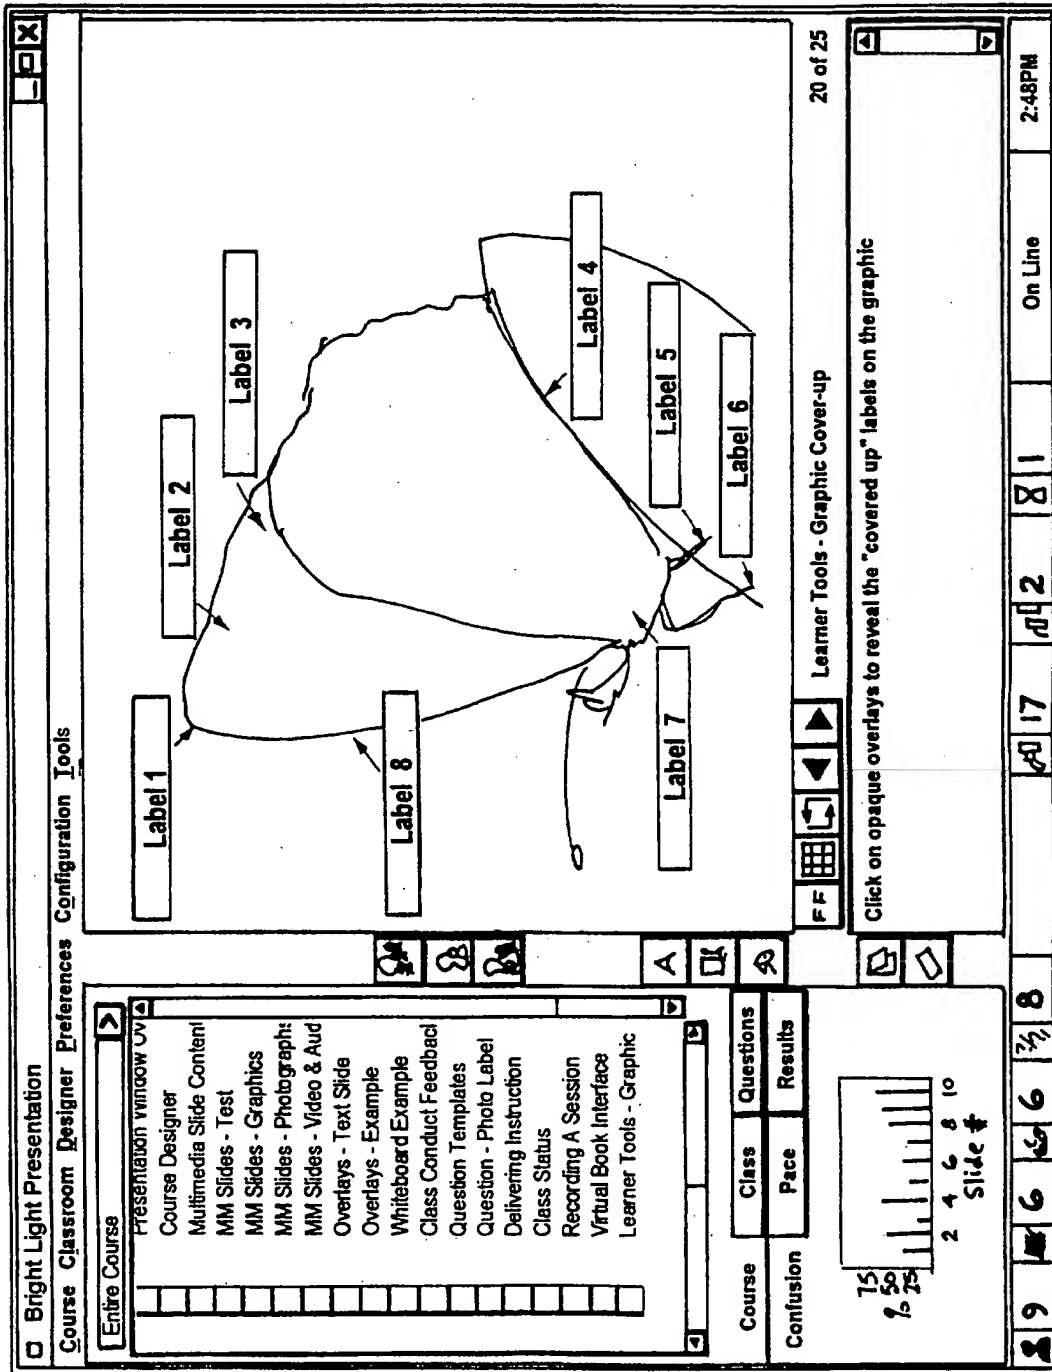 Bright Light Presentation
Course Classroom Designer Preferences Configuration Tools
Entire Course
>
Presentation Window Ov
Course Designer
Multimedia Slide Content
MM Slides - Test
MM Slides - Graphics
MM Slides - Photographs
MM Slides - Video & Aud
Overlays - Text Slide
Overlays - Example
Whiteboard Example
Class Conduct Feedback
Question Templates
Question - Photo Label
Delivering Instruction
Class Status
Recording A Session
Virtual Book Interface
Learner Tools - Graphic
Label 1
Label 2
Label 3
Label 4
Label 5
Label 6
Label 7
Label 8
A
FF
Learner Tools - Graphic Cover-up
20 of 25
Click on opaque overlays to reveal the "covered up" labels on the graphic
Course Class Questions
Confusion Pace Results
75
% 50
25
2 4 6 8 10
Slide #
9 6 6 8 17 2 1 On Line 2:48PM